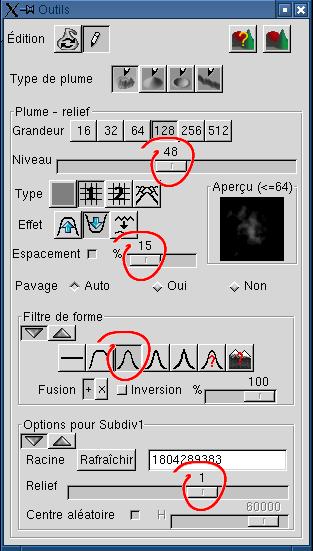 Outils
Édition
Type de plume
Plume - relief
Grandeur 16 32 64 128 256 512
Niveau 48
Type 1 2
Aperçu (<=64)
Effet
Espacement % 15
Pavage Auto Oui Non
Filtre de forme
Fusion + x Inversion % 100
Options pour Subdiv1
Racine Rafraîchir 1804289383
Relief 1
Centre aléatoire H 60000